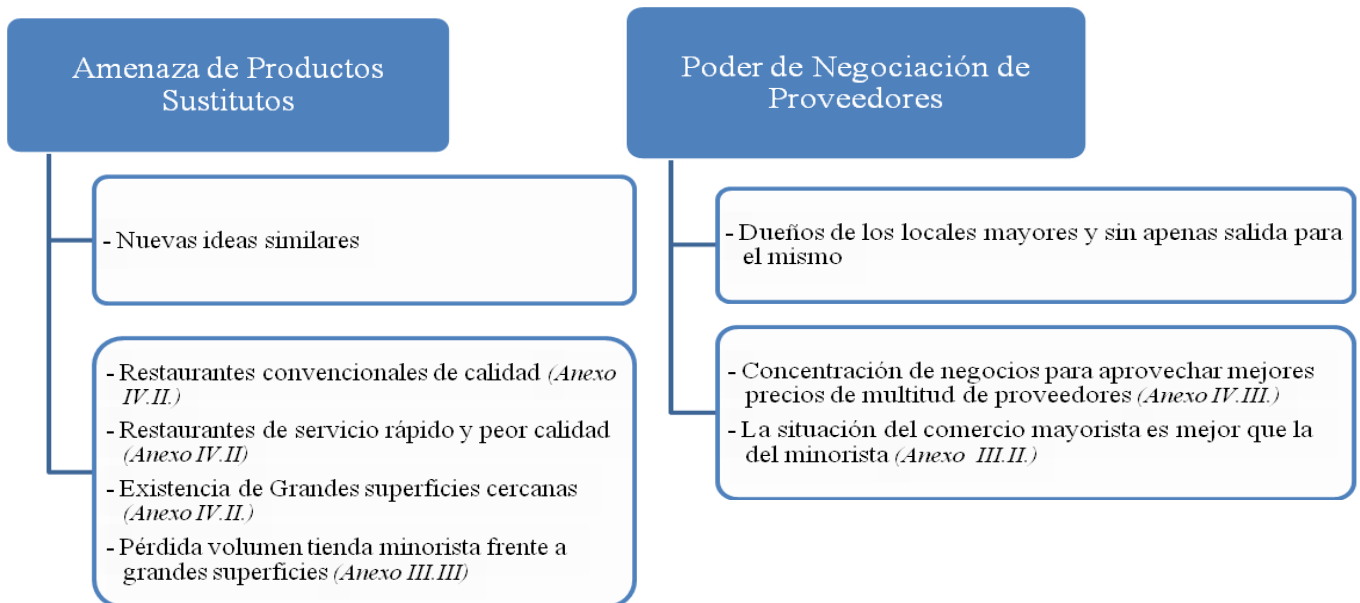 Amenaza de Productos
Sustitutos
- Nuevas ideas similares
- Restaurantes convencionales de calidad (Anexo
IV.II.)
- Restaurantes de servicio rápido y peor calidad
(Anexo IV.II)
- Existencia de Grandes superficies cercanas
(Anexo IV.II.)
- Pérdida volumen tienda minorista frente a
grandes superficies (Anexo III.III)
Poder de Negociación de
Proveedores
- Dueños de los locales mayores y sin apenas salida para
el mismo
- Concentración de negocios para aprovechar mejores
precios de multitud de proveedores (Anexo IV.III.)
- La situación del comercio mayorista es mejor que la
del minorista (Anexo III.II.)